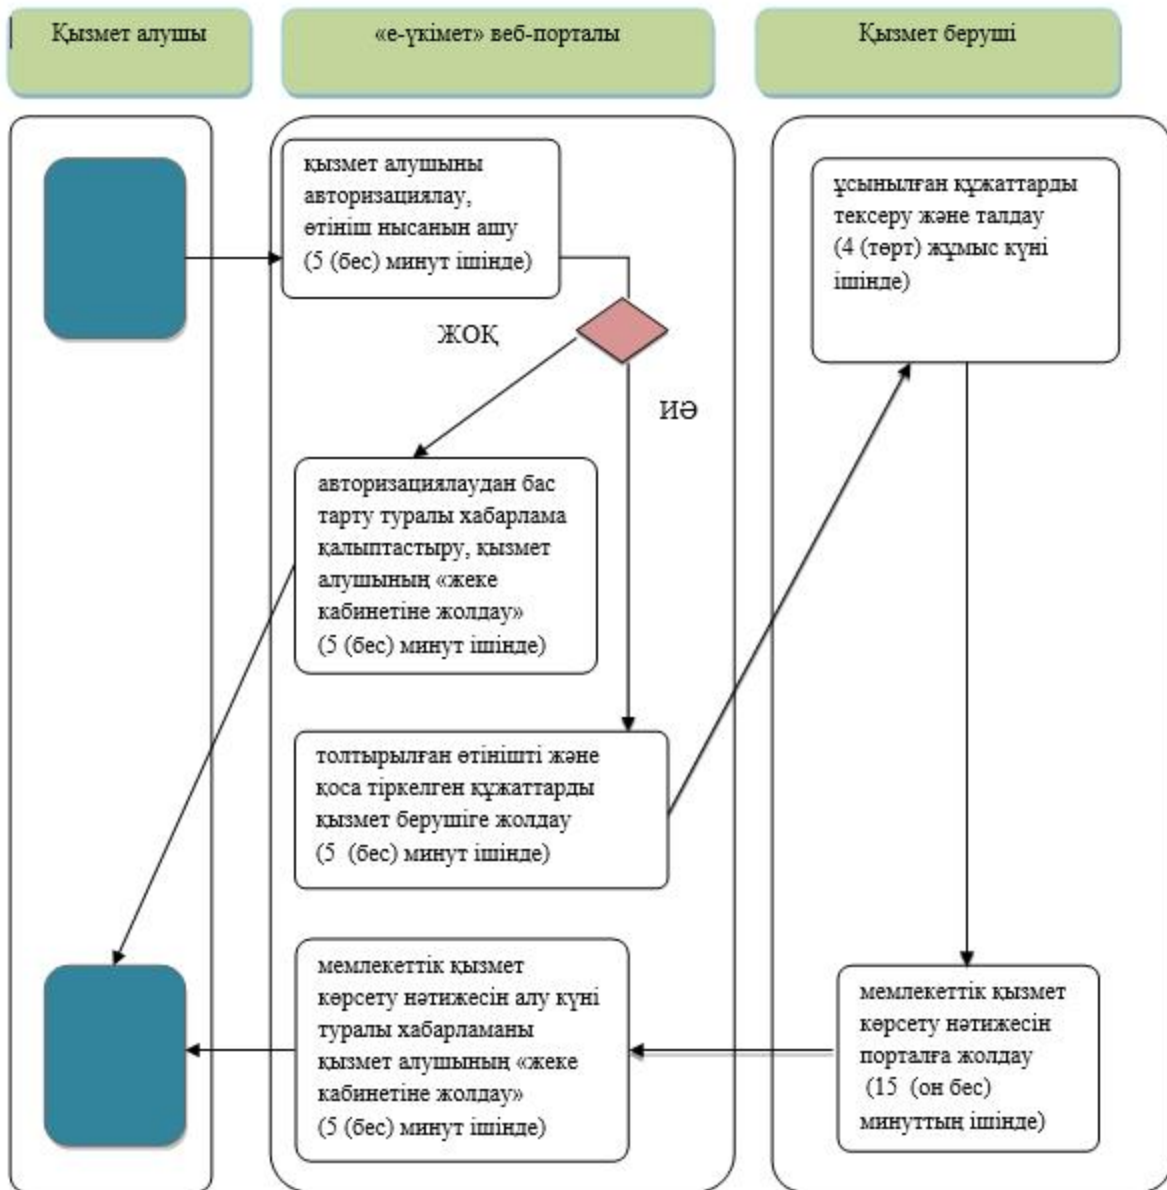 Қызмет алушы
«е-үкімет» веб-порталы
Қызмет беруші
қызмет алушыны
авторизациялау,
өтініш нысанын ашу
(5 (бес) минут ішінде)
ұсынылған құжаттарды
тексеру және талдау
(4 (төрт) жұмыс күні
ішінде)
ЖОҚ
ИӘ
авторизациялаудан бас
тарту туралы хабарлама
қалыптастыру, қызмет
алушының «жеке
кабинетіне жолдау»
(5 (бес) минут ішінде)
толтырылған өтінішті және
қоса тіркелген құжаттарды
қызмет берушіге жолдау
(5 (бес) минут ішінде)
мемлекеттік қызмет
көрсету нәтижесін алу күні
туралы хабарламаны
қызмет алушының «жеке
кабинетіне жолдау»
(5 (бес) минут ішінде)
мемлекеттік қызмет
көрсету нәтижесін
порталға жолдау
(15 (он бес)
минуттың ішінде)